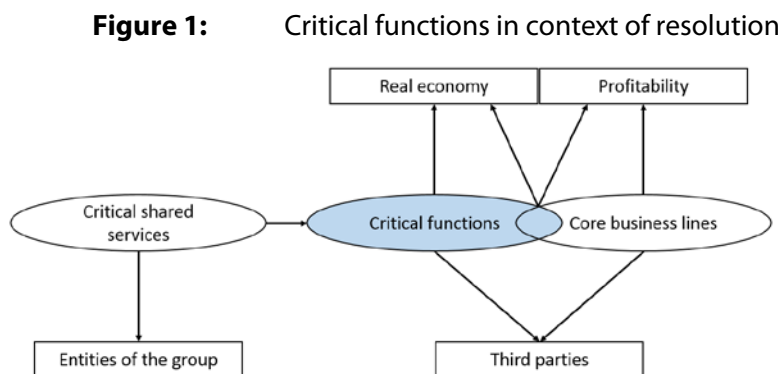 Figure 1: Critical functions in context of resolution
Real economy
Profitability
Critical shared
services
Critical functions
Core business lines
Entities of the group
Third parties